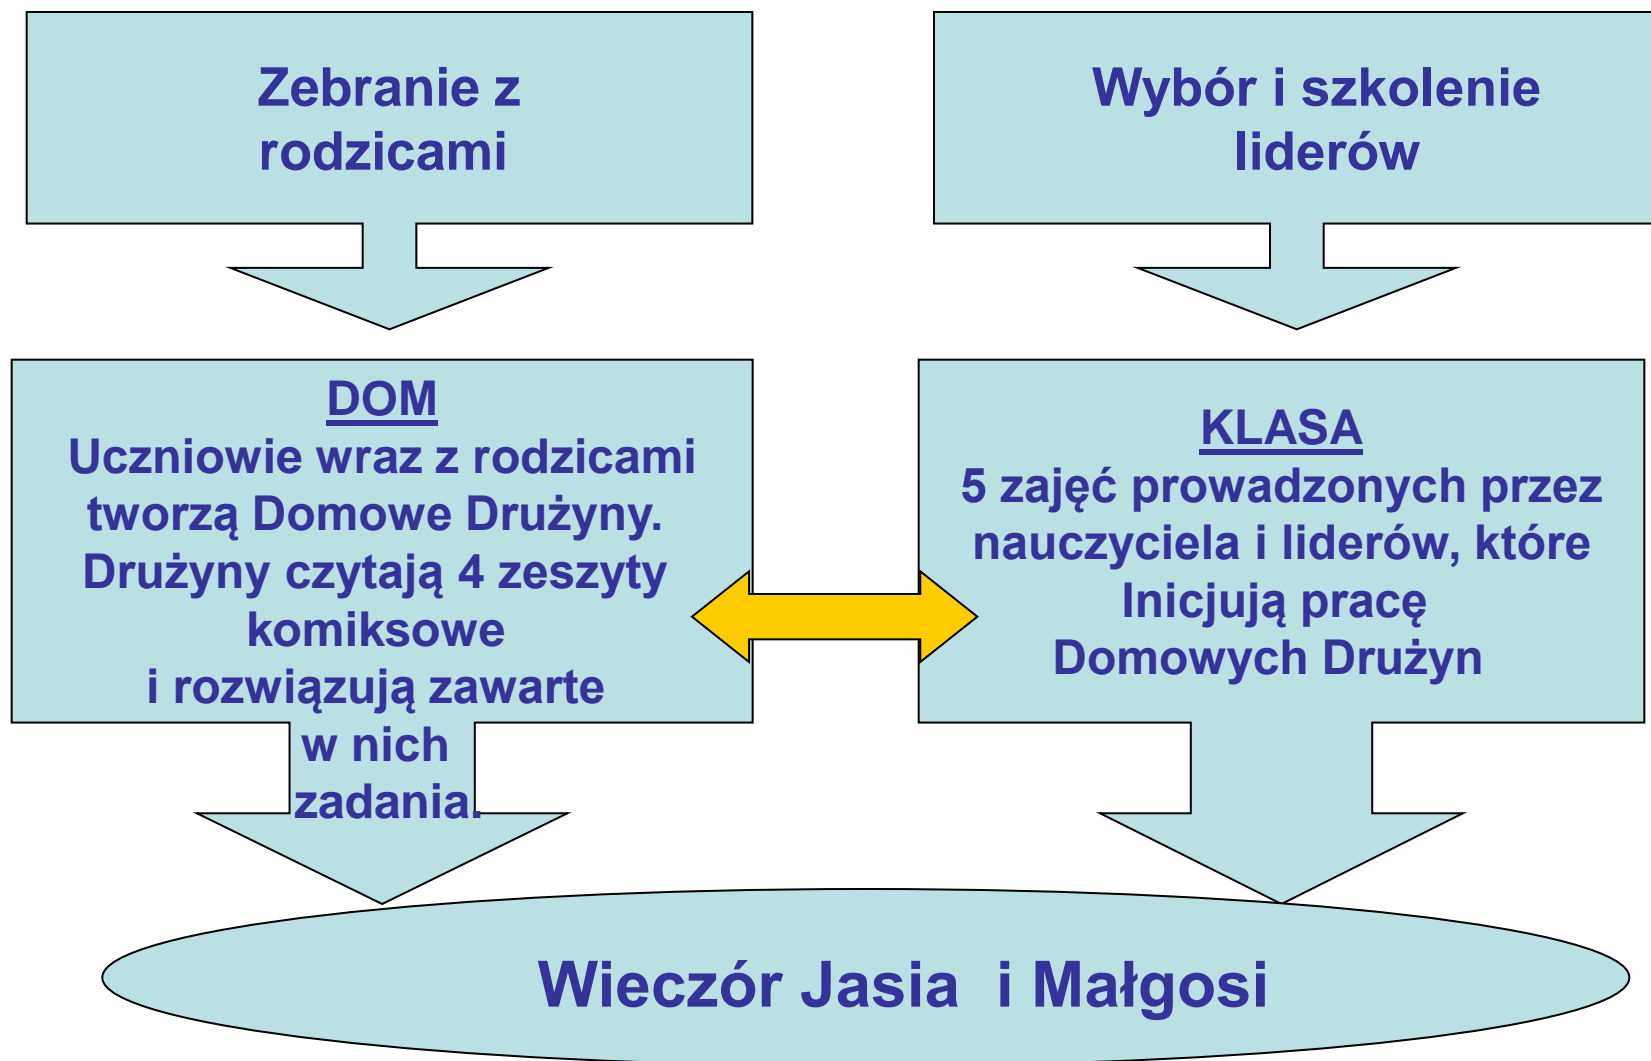 Zebranie z
rodzicami
Wybór i szkolenie
liderów
DOM
Uczniowie wraz z rodzicami
tworzą Domowe Drużyny.
Drużyny czytają 4 zeszyty
komiksowe
i rozwiązują zawarte
w nich
zadania.
KLASA
5 zajęć prowadzonych przez
nauczyciela i liderów, które
Inicjują pracę
Domowych Drużyn
Wieczór Jasia  i Małgosi